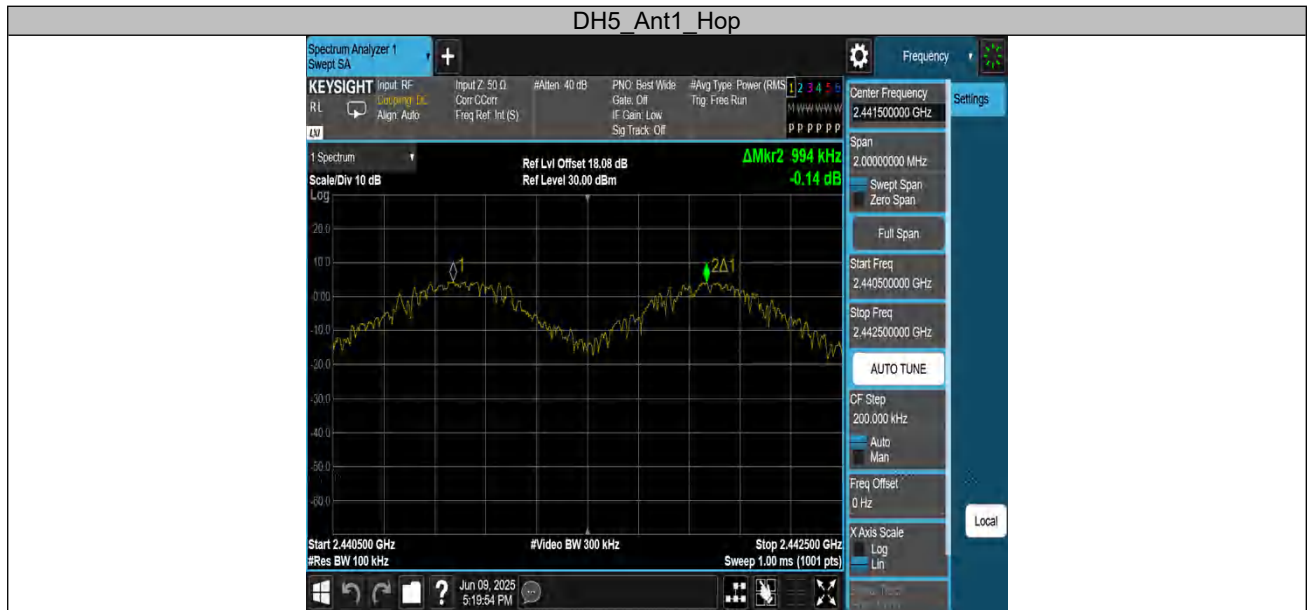 DH5_Ant1_Hop
Spectrum Analyzer 1
Swept SA
+
Frequency
KEYSIGHT
RL
LXI
Input: RF
Coupling: DC
Align: Auto
Input Z: 50 Ω
Corr CCorr
Freq Ref: Int (S)
#Atten: 40 dB
PNO: Best Wide
Gate: Off
IF Gain: Low
Sig Track: Off
#Avg Type: Power (RMS
Trig: Free Run
1 2 3 4 5 6
M W W W W W
P P P P P P
1 Spectrum
Scale/Div 10 dB
Log
Ref Lvl Offset 18.08 dB
Ref Level 30.00 dBm
ΔMkr2 994 kHz
-0.14 dB
20.0
10.0
0.00
-10.0
-20.0
-30.0
-40.0
-50.0
-60.0
1
2Δ1
Start 2.440500 GHz
#Res BW 100 kHz
#Video BW 300 kHz
Stop 2.442500 GHz
Sweep 1.00 ms (1001 pts)
Center Frequency
2.441500000 GHz
Settings
Span
2.00000000 MHz
Swept Span
Zero Span
Full Span
Start Freq
2.440500000 GHz
Stop Freq
2.442500000 GHz
AUTO TUNE
CF Step
200.000 kHz
Auto
Man
Freq Offset
0 Hz
X Axis Scale
Log
Lin
Local
?
Jun 09, 2025
5:19:54 PM